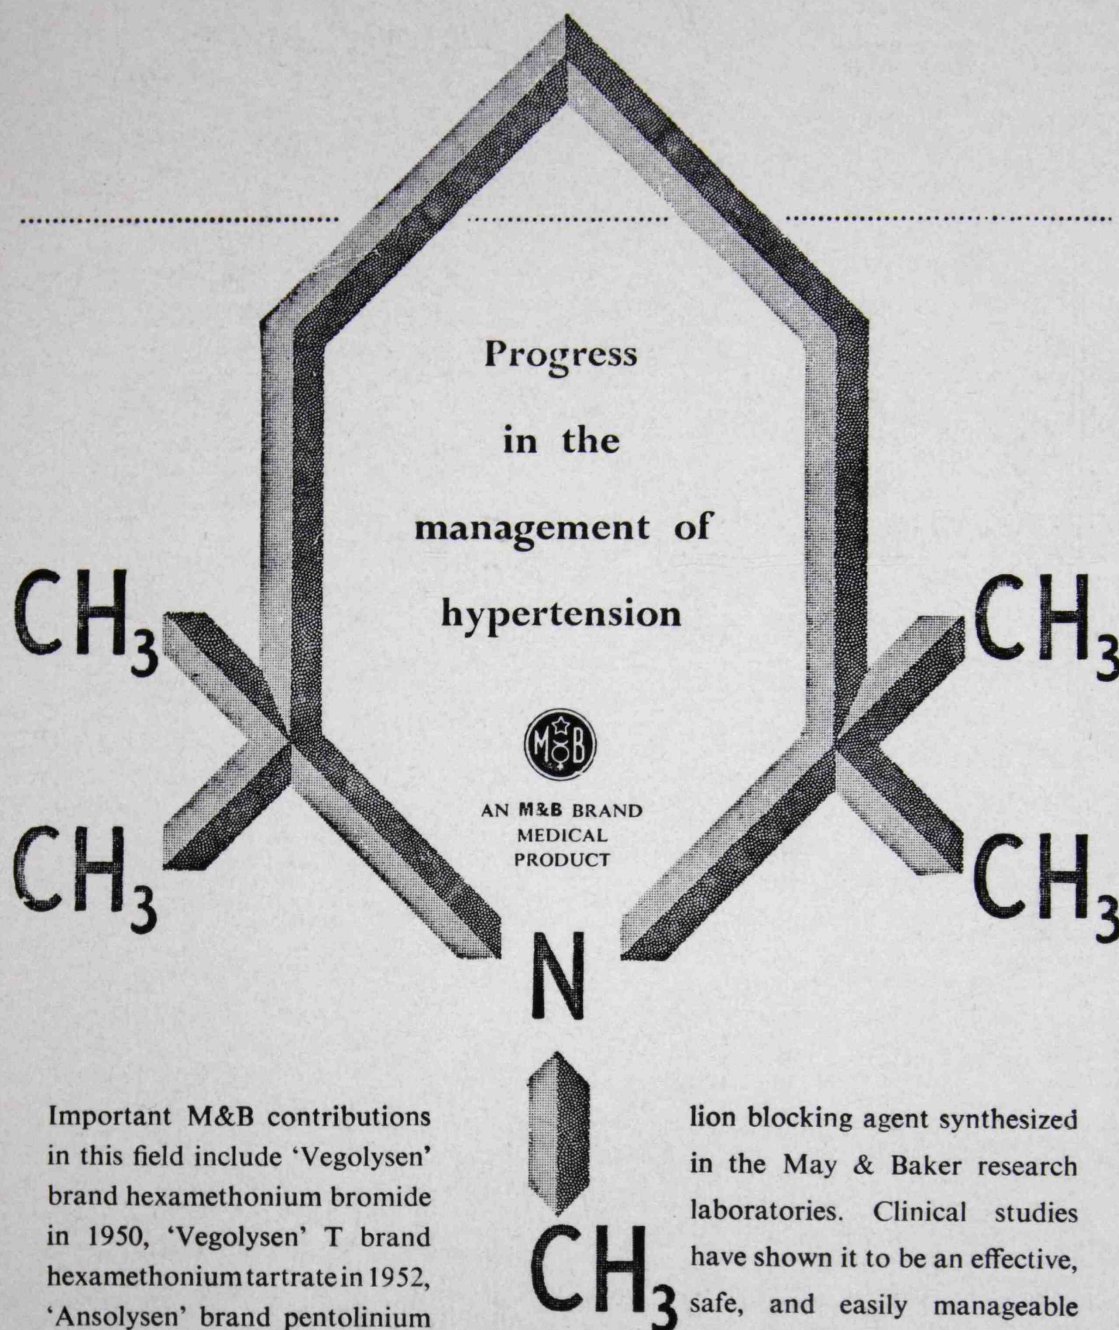 Progress
in the
management of
hypertension
CH3
CH3
CH3
CH3
M B
AN M&B BRAND
MEDICAL
PRODUCT
N
CH3
Important M&B contributions
in this field include ‘Vegolysen’
brand hexamethonium bromide
in 1950, ‘Vegolysen’ T brand
hexamethonium tartrate in 1952,
‘Ansolysen’ brand pentolinium
lion blocking agent synthesized
in the May & Baker research
laboratories. Clinical studies
have shown it to be an effective,
safe, and easily manageable